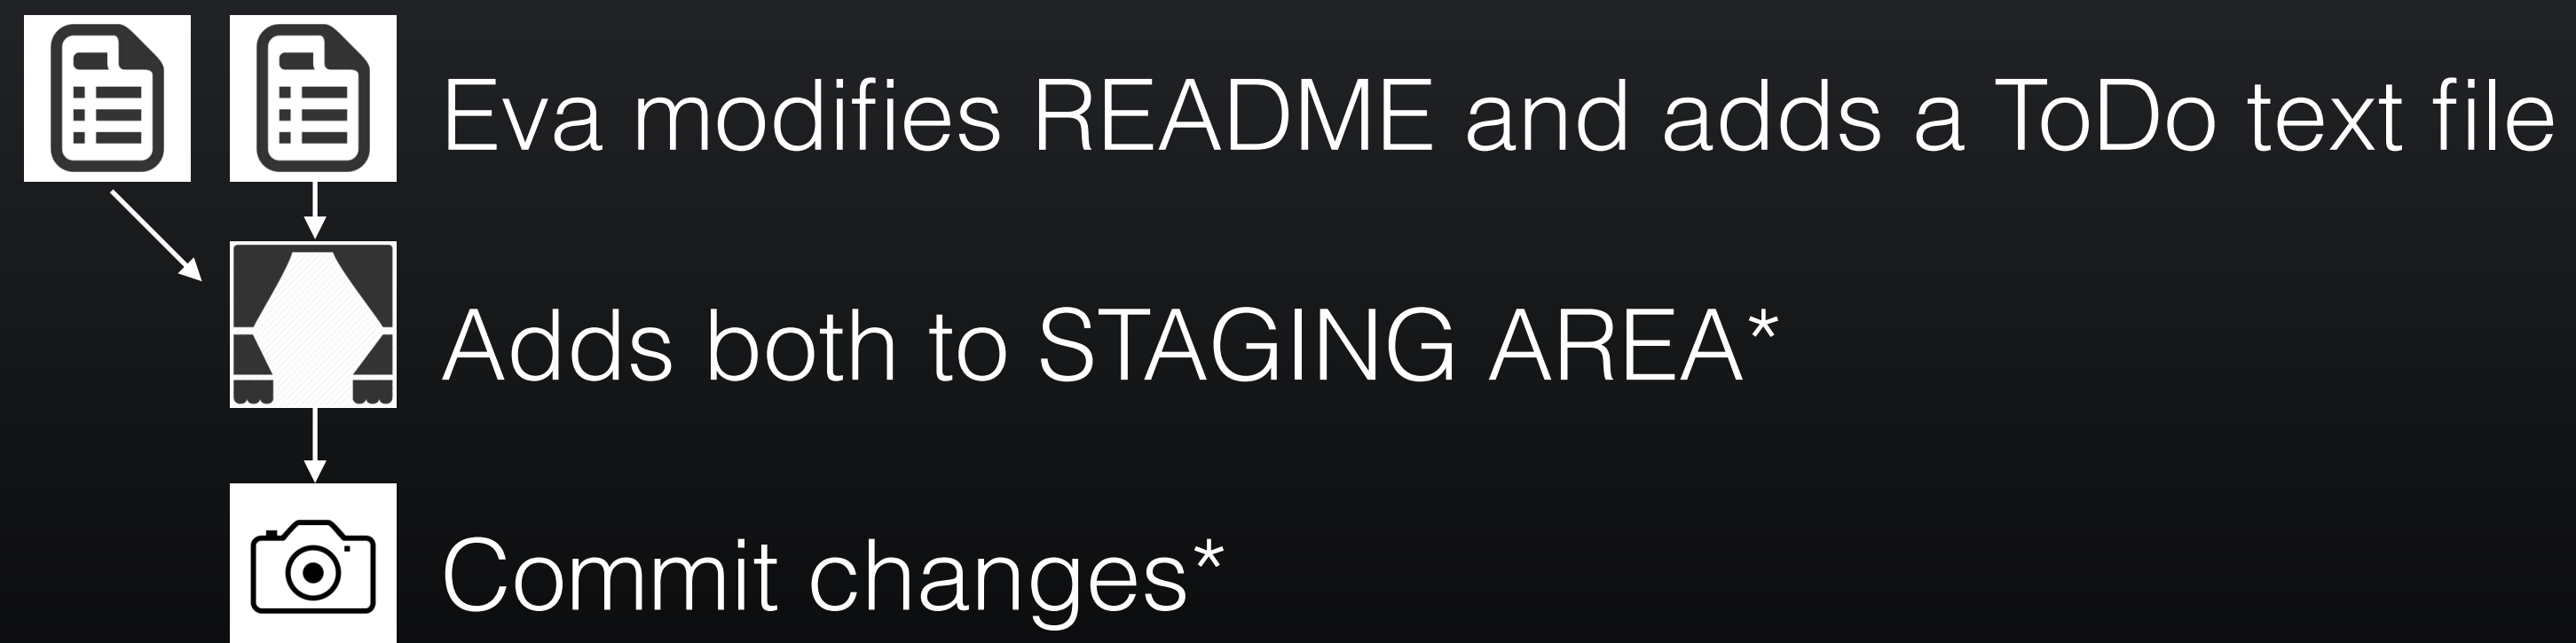 Eva modifies README and adds a ToDo text file
Adds both to STAGING AREA*
Commit changes*